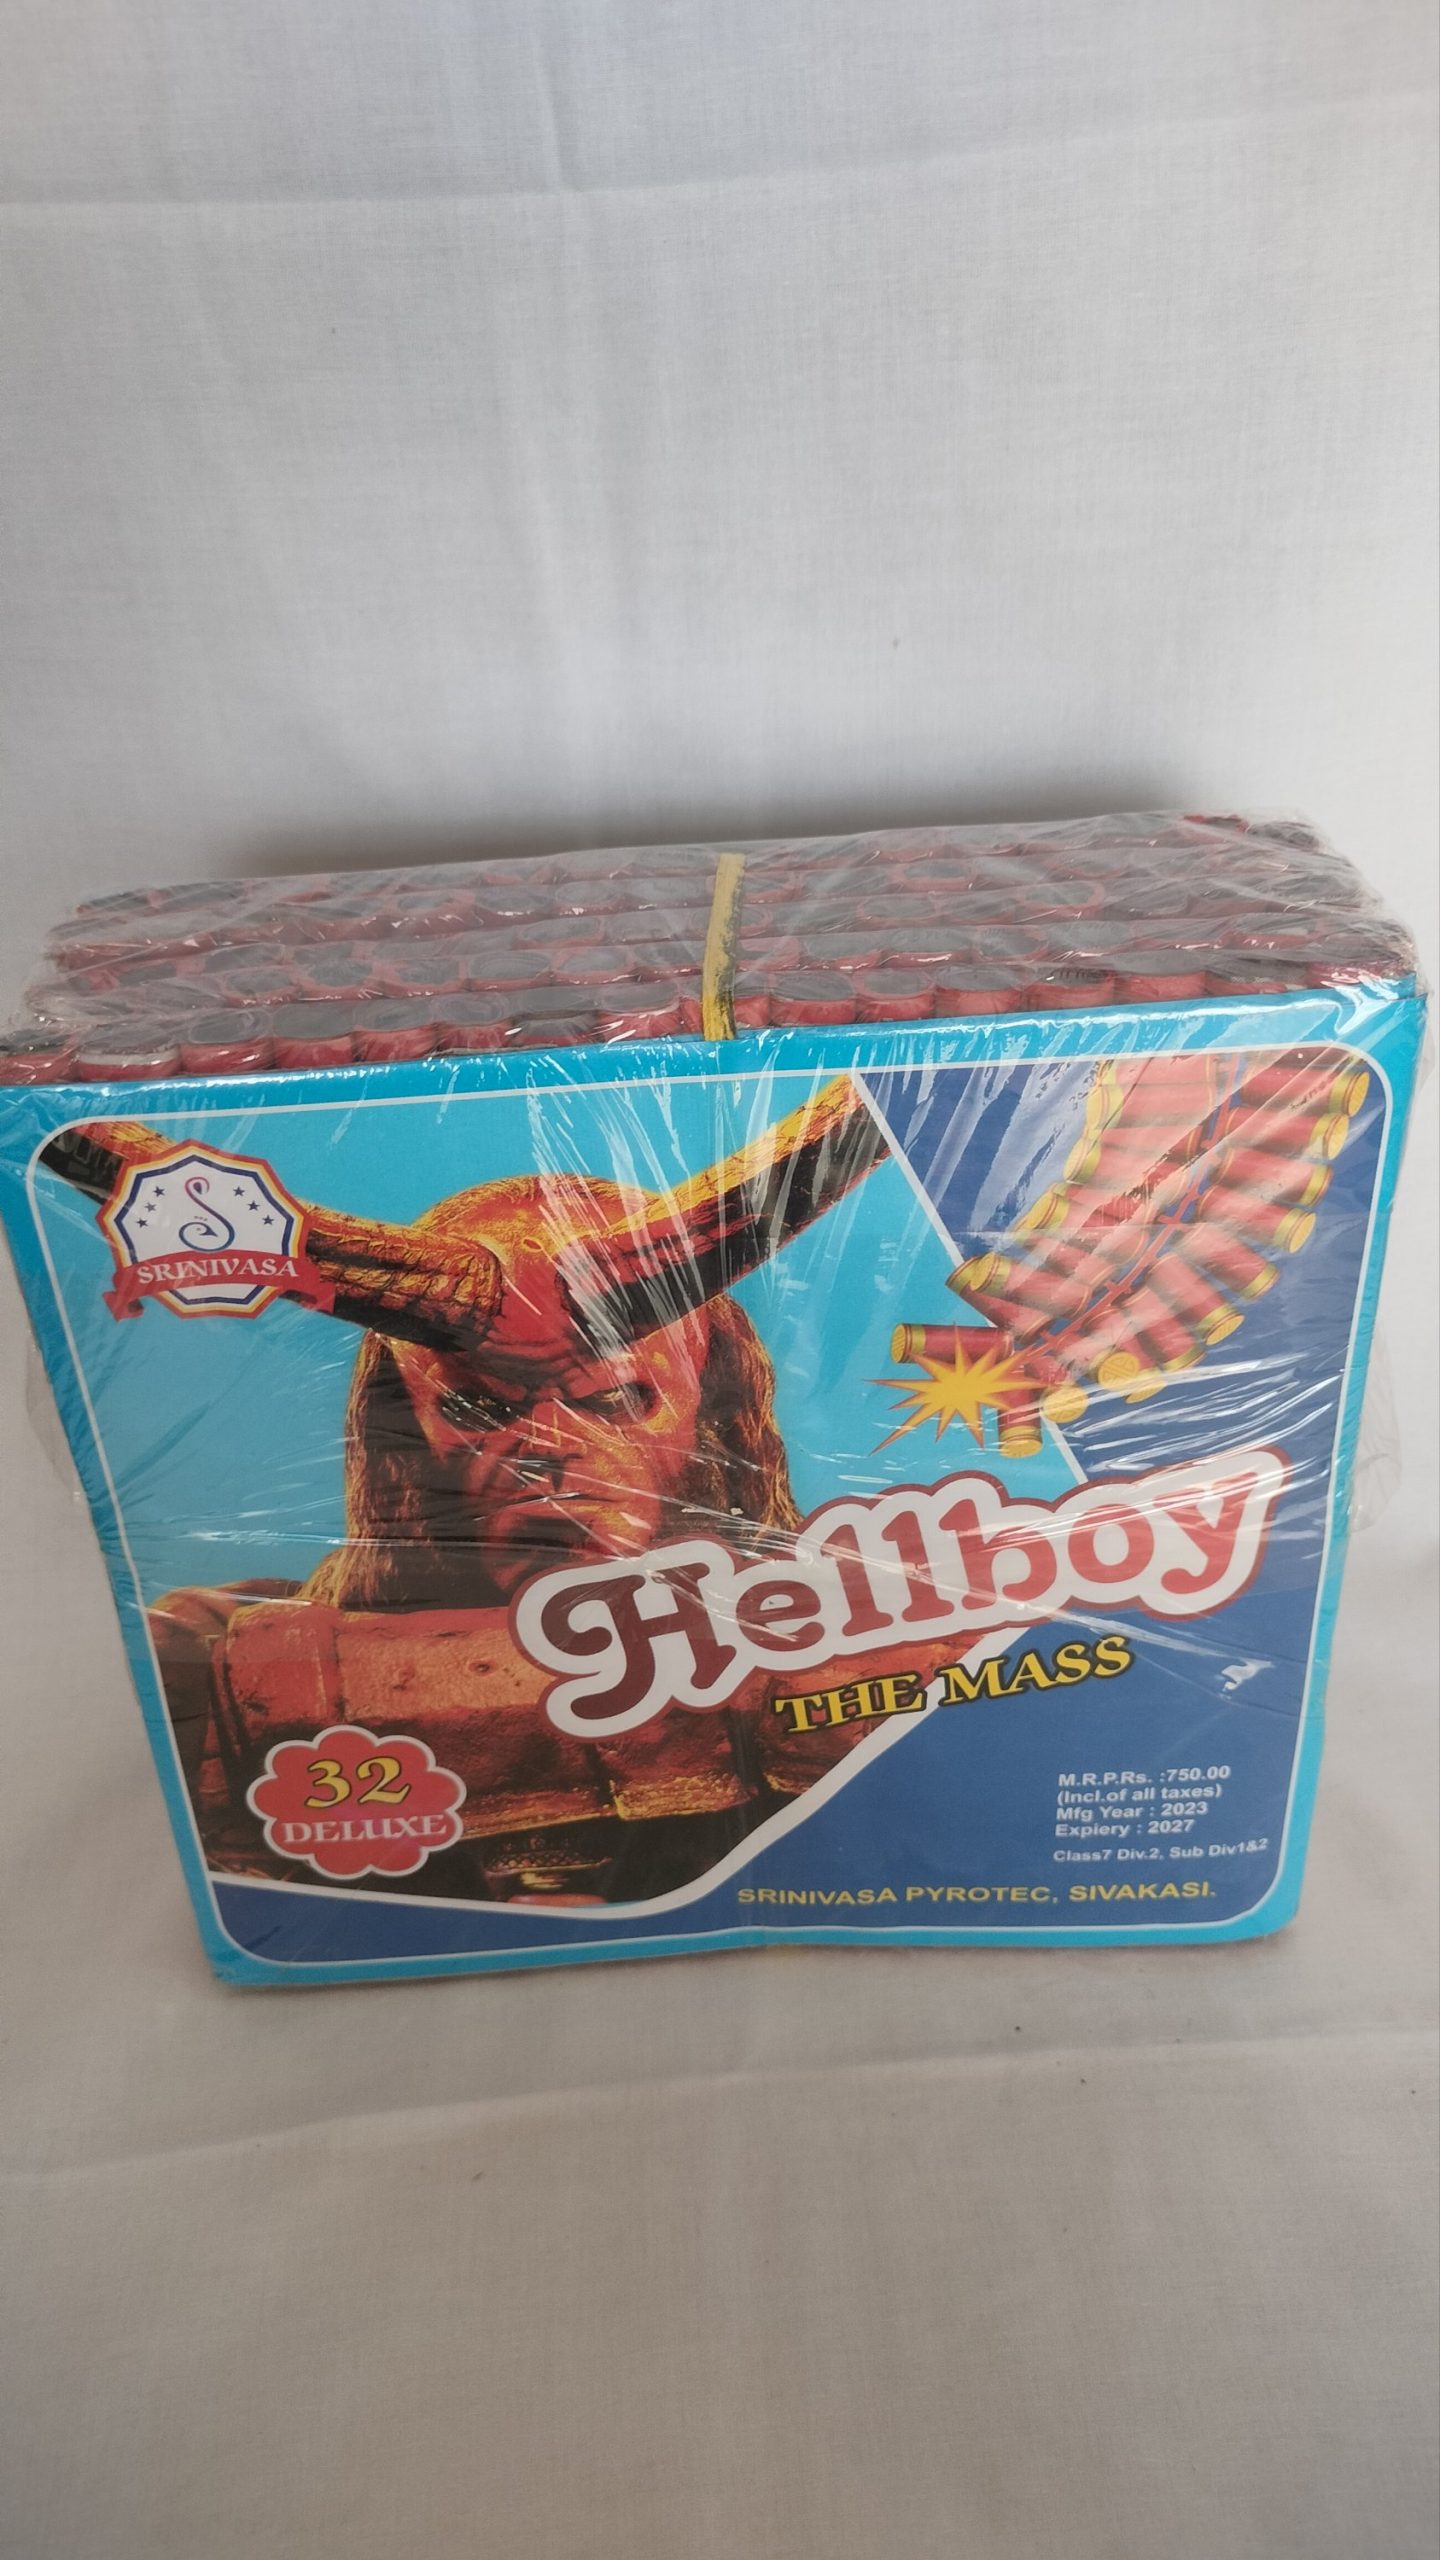 S
SRINIVASA
Hellboy
THE MASS
32
DELUXE
M.R.P.Rs. :750.00
(Incl.of all taxes)
Mfg Year : 2023
Expiery : 2027
Class7 Div.2, Sub Div1&2
SRINIVASA PYROTEC, SIVAKASI.